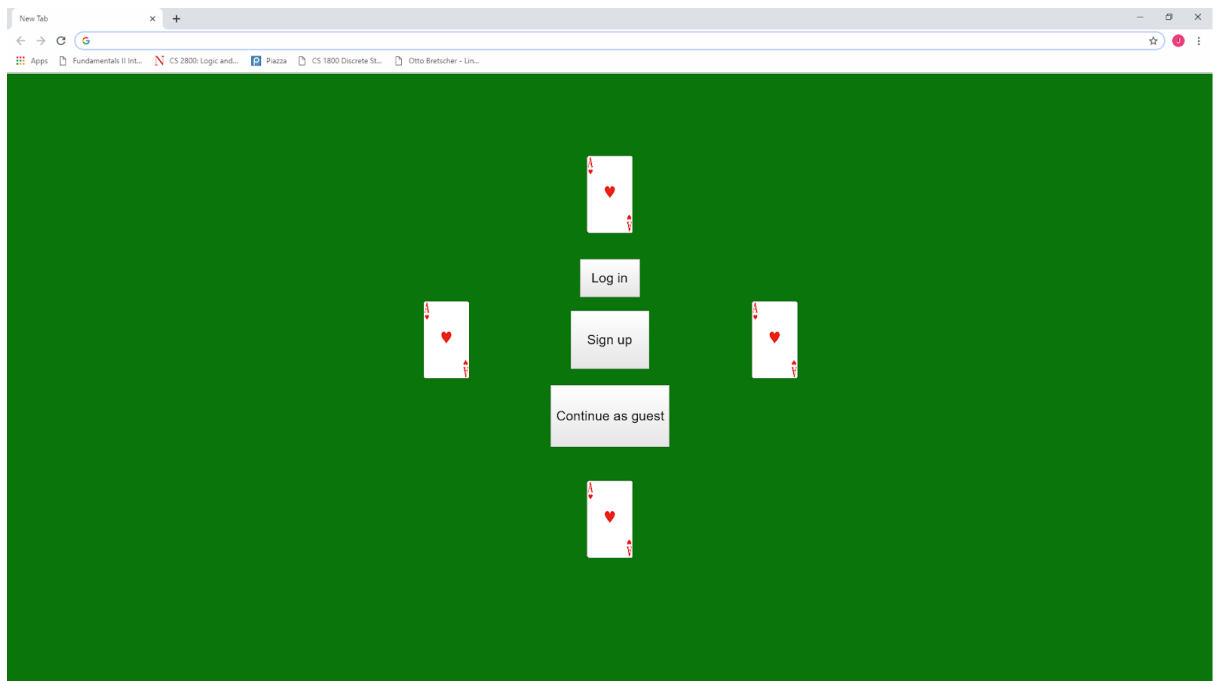 New Tab
G
J
Apps Fundamentals II Int... N CS 2800: Logic and... P Piazza CS 1800 Discrete St... Otto Bretscher - Lin...
A
A
Log in
A
A
Sign up
A
A
Continue as guest
A
A